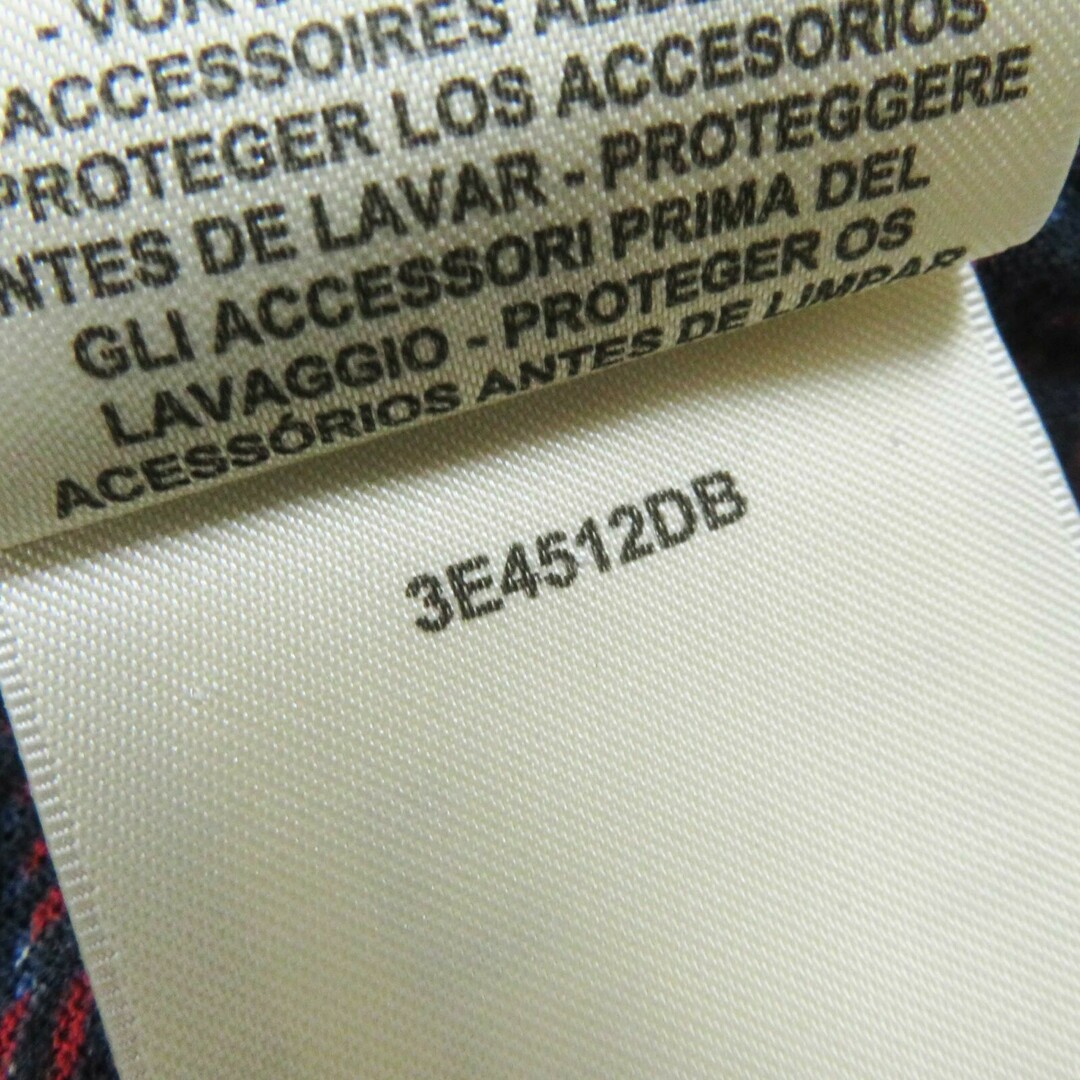 - VOR
ACCESSOIRES
PROTEGER LOS ACCESORIOS
ANTES DE LAVAR - PROTEGGERE
GLI ACCESSORI PRIMA DEL
LAVAGGIO - PROTEGER OS
ACESSÓRIOS ANTES DE LIMPAR
3E4512DB